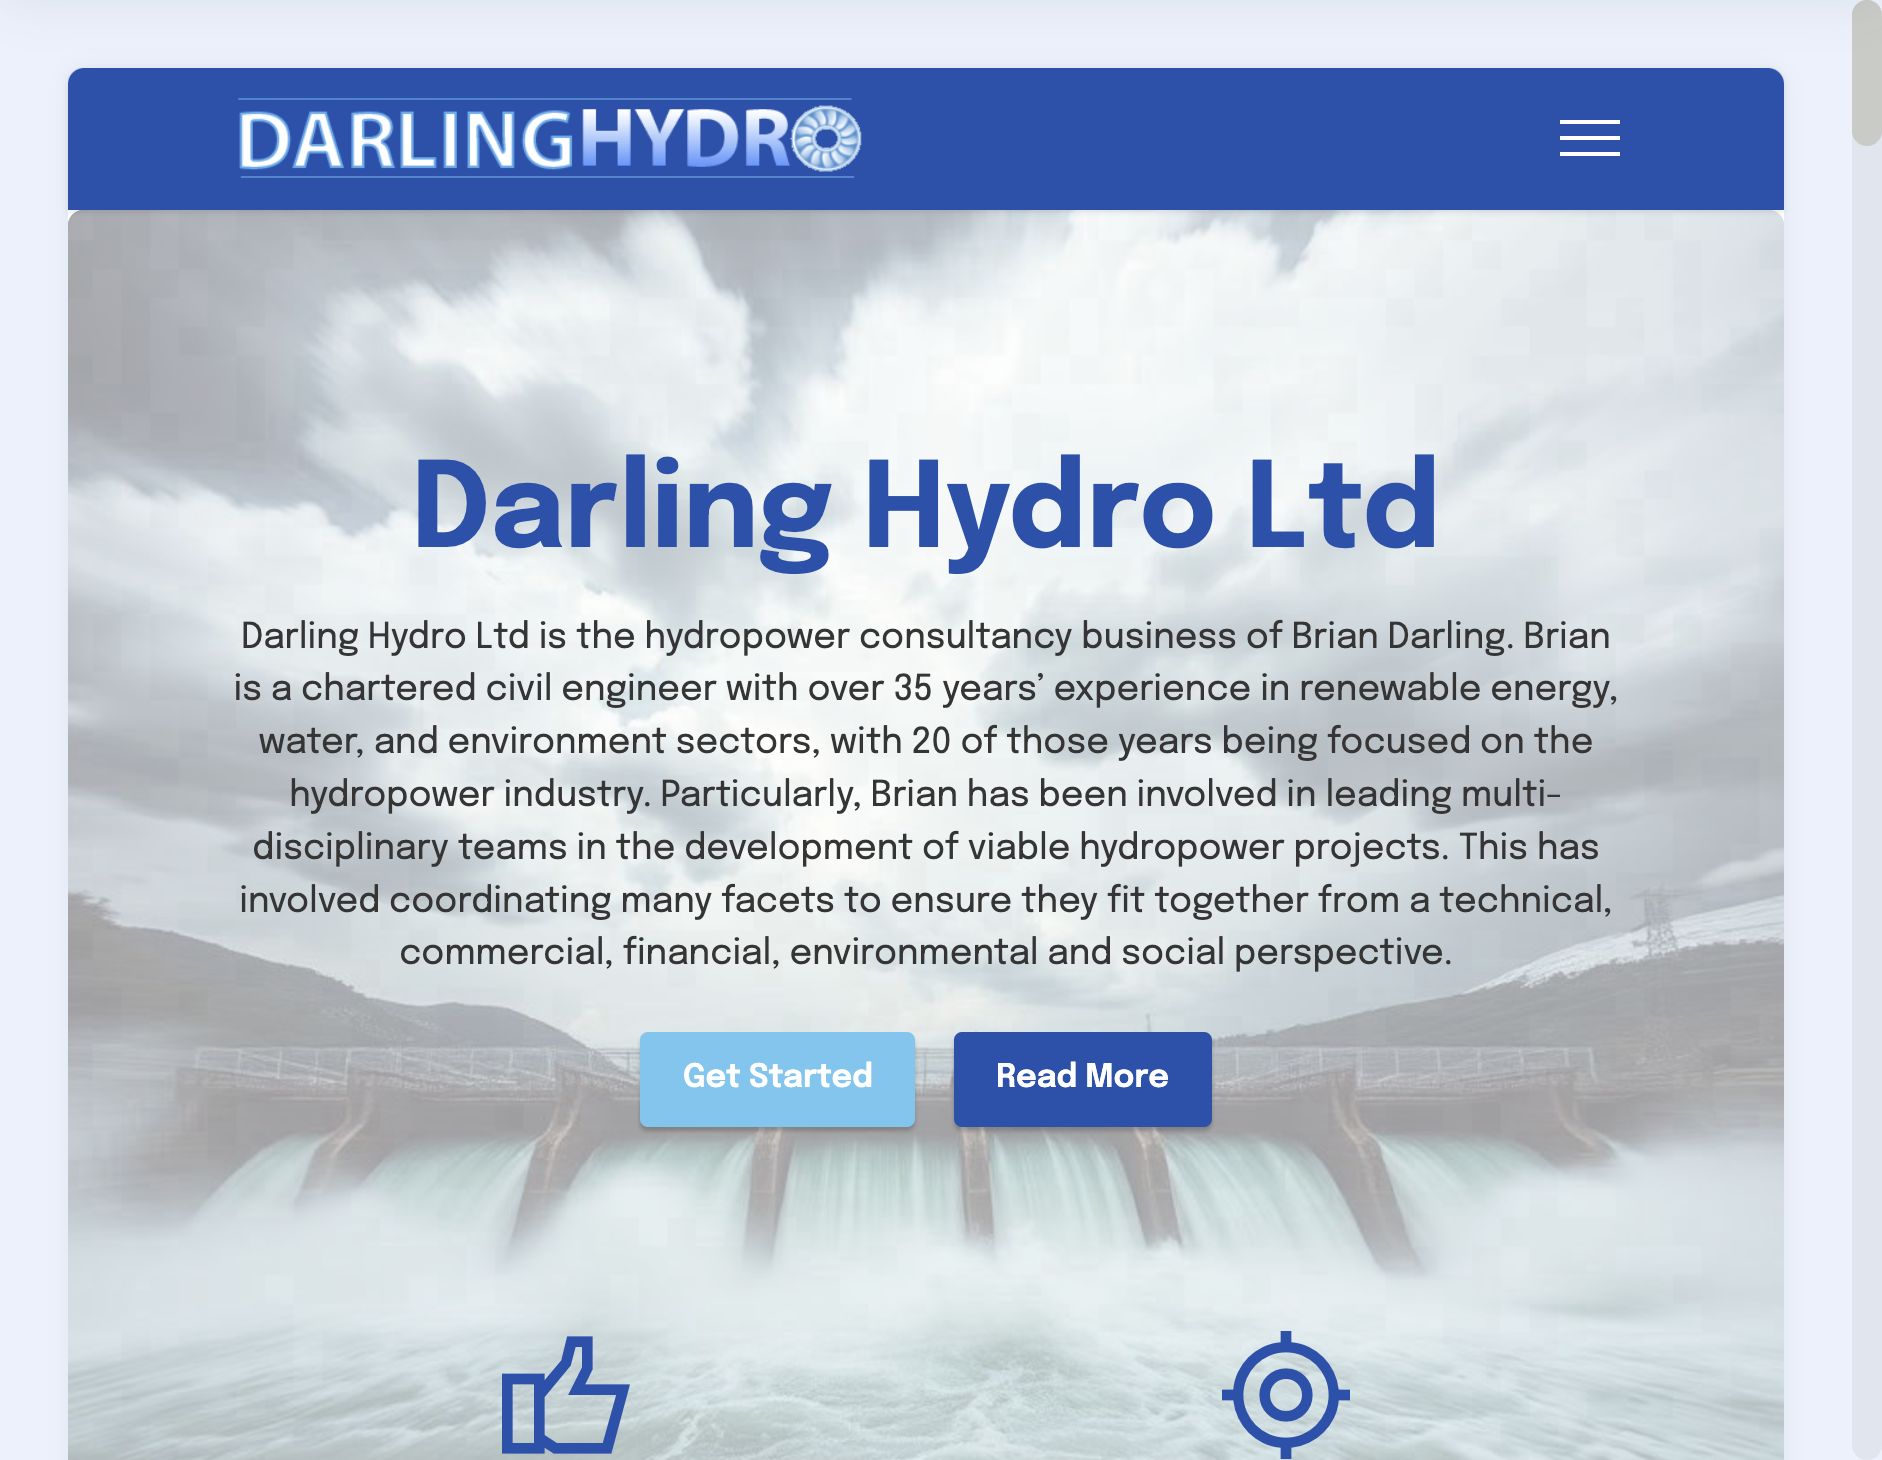 DARLINGHYDRO
Darling Hydro Ltd
Darling Hydro Ltd is the hydropower consultancy business of Brian Darling. Brian
is a chartered civil engineer with over 35 years’ experience in renewable energy,
water, and environment sectors, with 20 of those years being focused on the
hydropower industry. Particularly, Brian has been involved in leading multi-
disciplinary teams in the development of viable hydropower projects. This has
involved coordinating many facets to ensure they fit together from a technical,
commercial, financial, environmental and social perspective.
Get Started
Read More